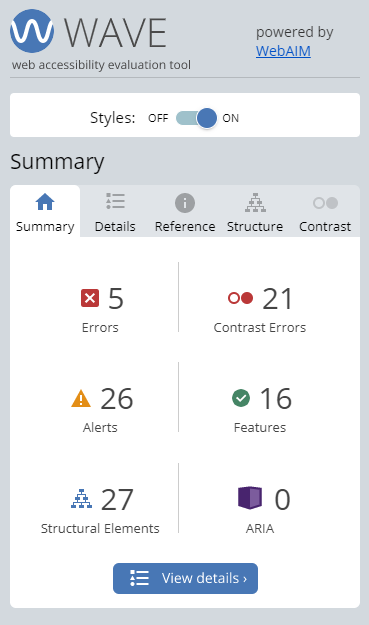 WAVE
web accessibility evaluation tool
powered by
WebAIM
Styles: OFF ON
Summary
Summary Details Reference Structure Contrast
5 21
Errors Contrast Errors
26 16
Alerts Features
27 0
Structural Elements ARIA
View details ›